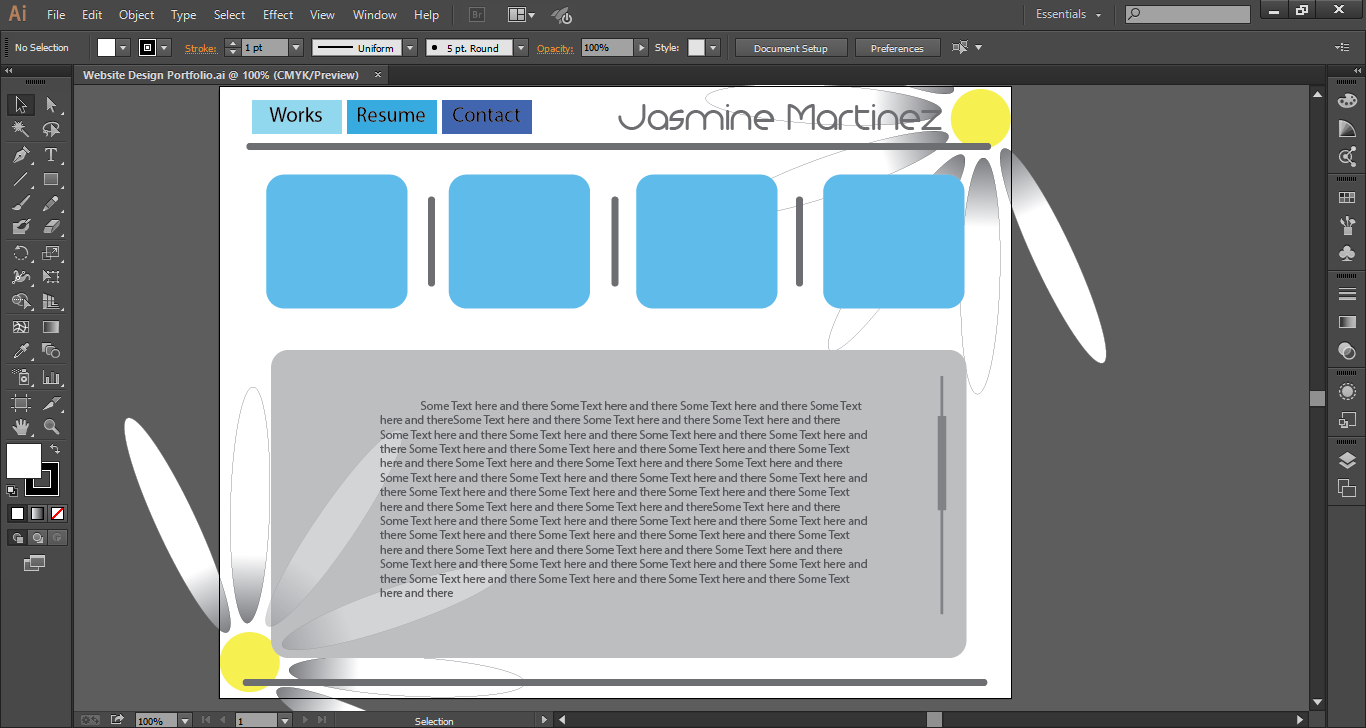 Ai File Edit Object Type Select Effect View Window Help Br Essentials
No Selection Stroke: 1 pt Uniform 5 pt. Round Opacity: 100% Style: Document Setup Preferences
Website Design Portfolio.ai @ 100% (CMYK/Preview) ×
Works Resume Contact Jasmine Martinez
Some Text here and there Some Text here and there Some Text here and there Some Text
here and thereSome Text here and there Some Text here and there Some Text here and there
Some Text here and there Some Text here and there Some Text here and there Some Text here and
there Some Text here and there Some Text here and there Some Text here and there Some Text
here and there Some Text here and there Some Text here and there Some Text here and there
Some Text here and there Some Text here and there Some Text here and there Some Text here and
there Some Text here and there Some Text here and there Some Text here and there Some Text
here and there Some Text here and there Some Text here and thereSome Text here and there
Some Text here and there Some Text here and there Some Text here and there Some Text here and
there Some Text here and there Some Text here and there Some Text here and there Some Text
here and there Some Text here and there Some Text here and there Some Text here and there
Some Text here and there Some Text here and there Some Text here and there Some Text here and
there Some Text here and there Some Text here and there Some Text here and there Some Text
here and there
100% 1 Selection